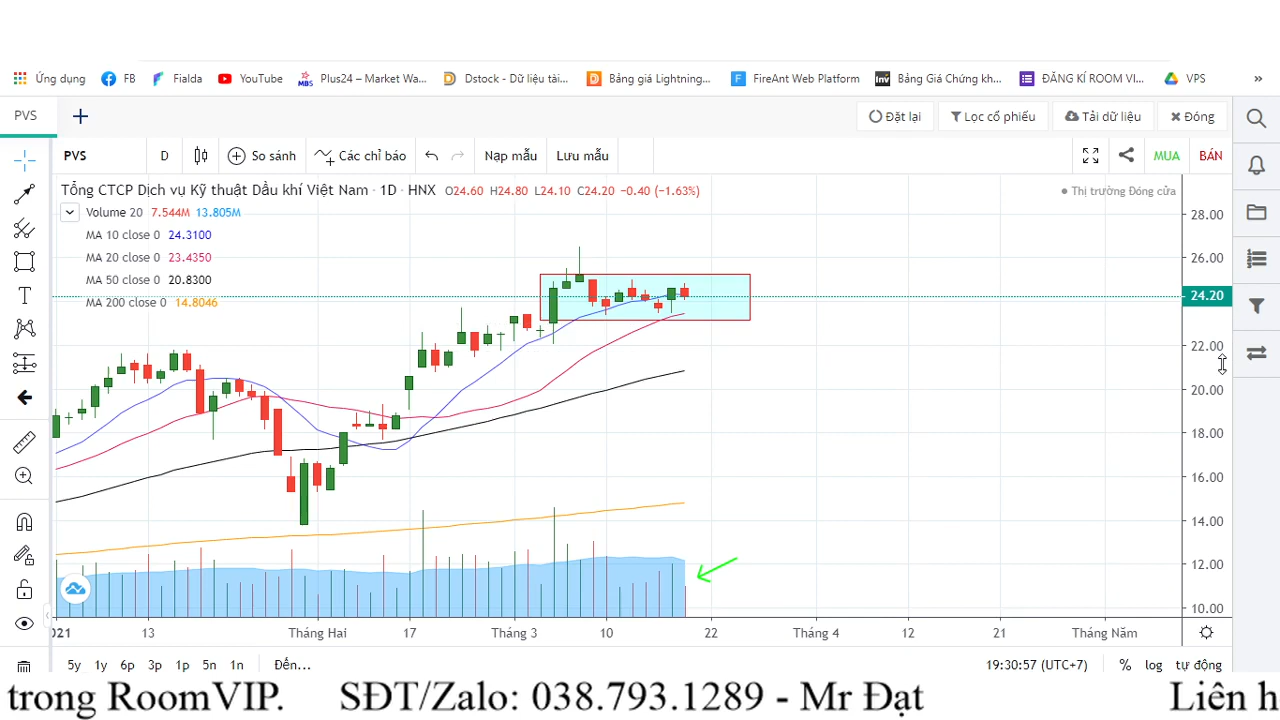 Ứng dụng FB Fialda YouTube Plus24 – Market Wa... Dstock - Dữ liệu tài... Bảng giá Lightning... FireAnt Web Platform Bảng Giá Chứng kh... ĐĂNG KÍ ROOM VI... VPS »
PVS + Đặt lại Lọc cổ phiếu Tải dữ liệu Đóng
PVS D So sánh Các chỉ báo Nạp mẫu Lưu mẫu MUA BÁN
Tổng CTCP Dịch vụ Kỹ thuật Dầu khí Việt Nam · 1D · HNX O24.60 H24.80 L24.10 C24.20 −0.40 (−1.63%) Thị trường Đóng cửa
Volume 20 7.544M 13.805M
28.00
MA 10 close 0 24.3100
MA 20 close 0 23.4350
26.00
MA 50 close 0 20.8300
24.20
MA 200 close 0 14.8046
22.00
20.00
18.00
16.00
14.00
12.00
10.00
021 13 Tháng Hai 17 Tháng 3 10 22 Tháng 4 12 21 Tháng Năm
5y 1y 6p 3p 1p 5n 1n Đến... 19:30:57 (UTC+7) % log tự động
trong RoomVIP. SĐT/Zalo: 038.793.1289 - Mr Đạt Liên h